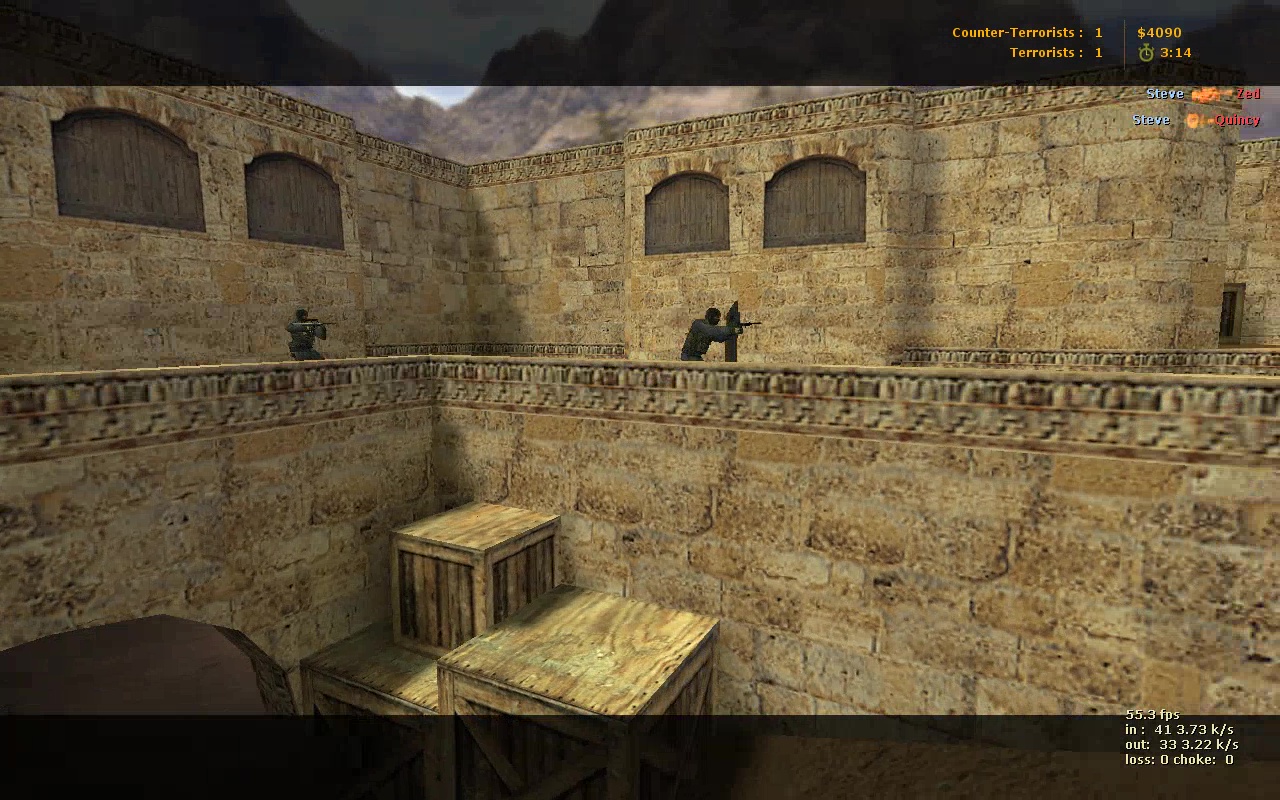 Counter-Terrorists : 1 $4090
Terrorists : 1 3:14
Steve Zed
Steve Quincy
55.3 fps
in : 41 3.73 k/s
out: 33 3.22 k/s
loss: 0 choke: 0